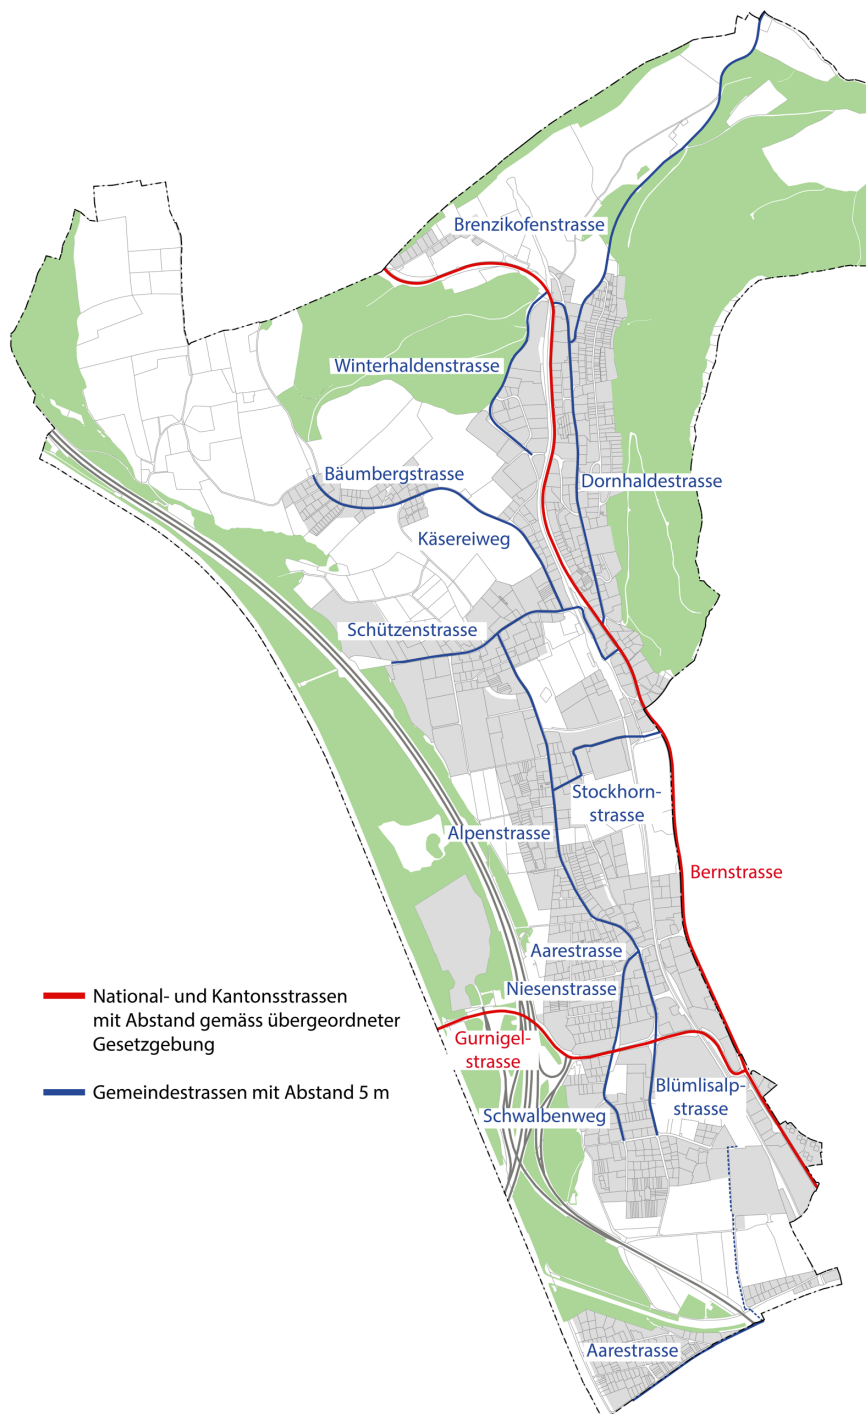 Brenzikofenstrasse
Winterhaldenstrasse
Bäumbergstrasse
Dornhaldestrasse
Käsereiweg
Schützenstrasse
Stockhorn-
strasse
Alpenstrasse
Bernstrasse
Aarestrasse
Niesenstrasse
National- und Kantonsstrassen
mit Abstand gemäss übergeordneter
Gesetzgebung
Gurnigel-
strasse
Gemeindestrassen mit Abstand 5 m
Blümlisalp-
strasse
Schwalbenweg
Aarestrasse